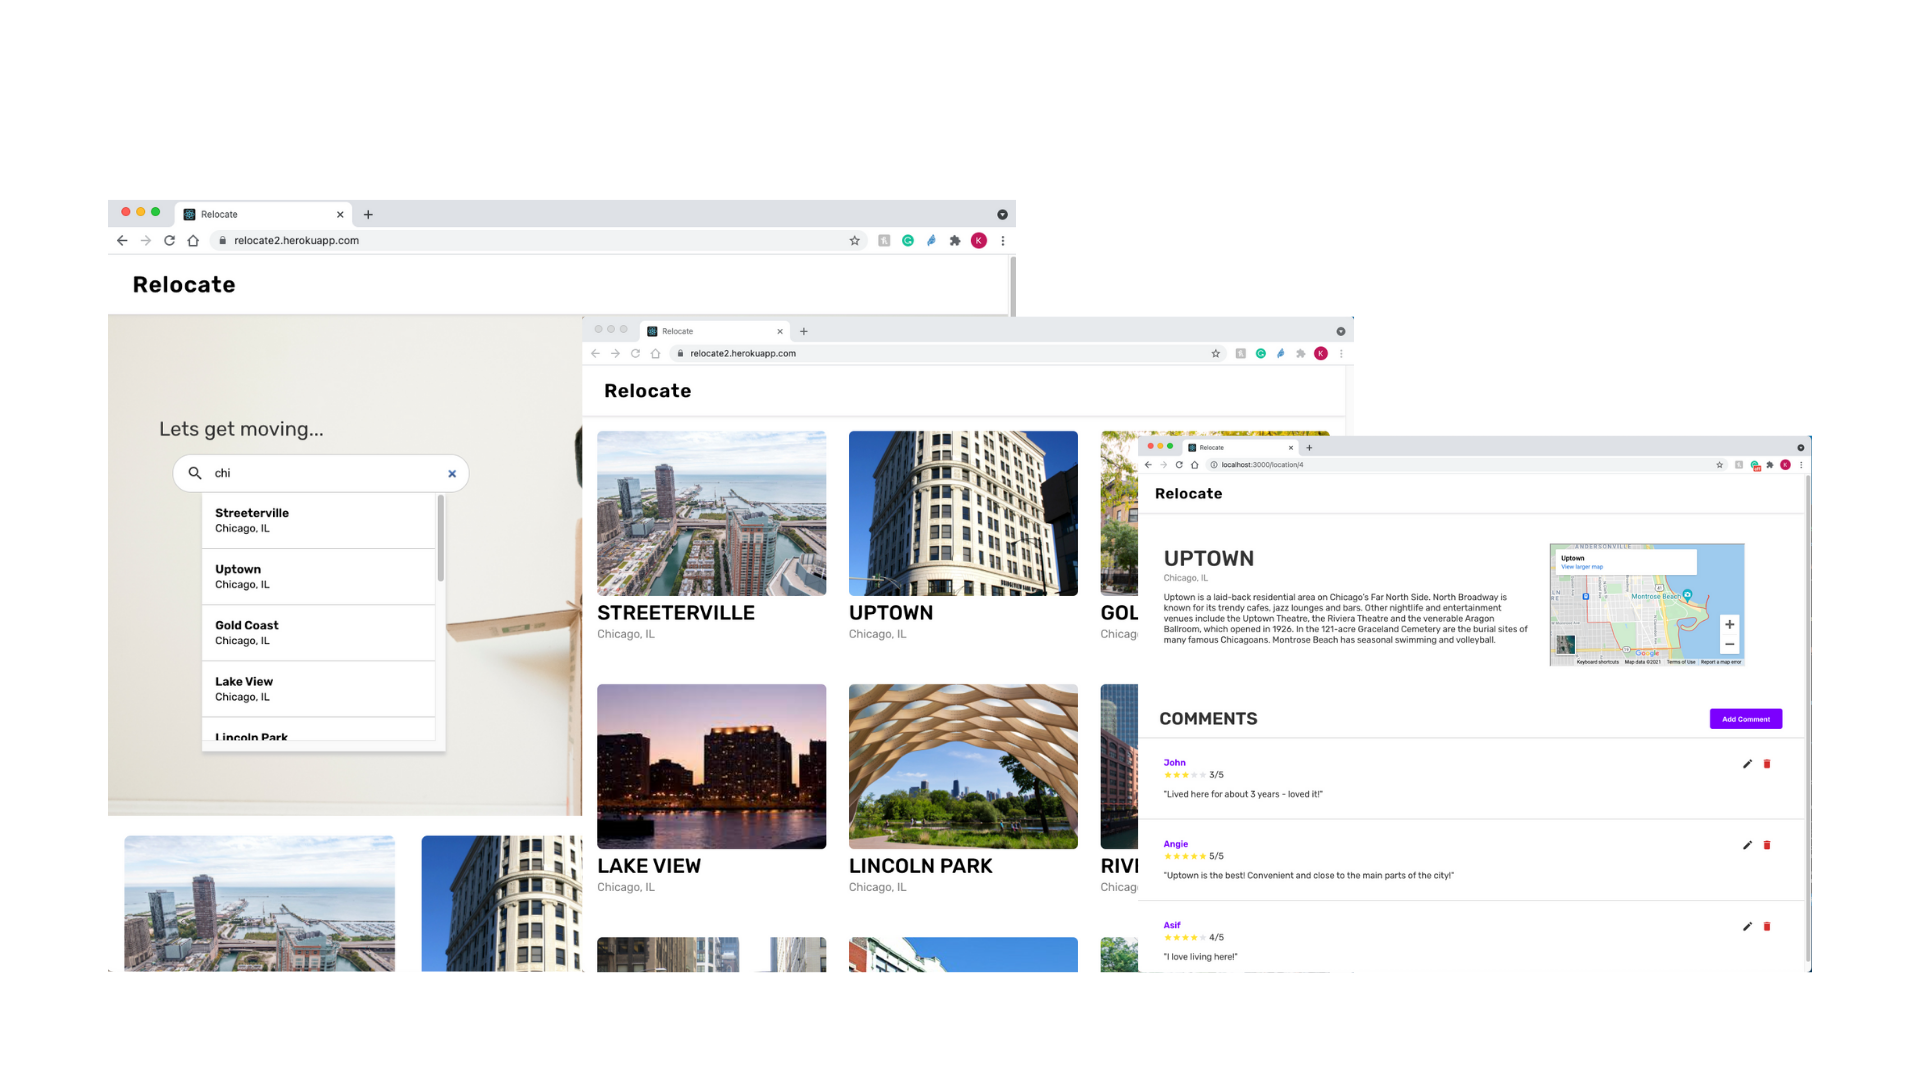 Relocate
relocate2.herokuapp.com
K
Relocate
Lets get moving...
chi
Streeterville
Chicago, IL
Uptown
Chicago, IL
Gold Coast
Chicago, IL
Lake View
Chicago, IL
Lincoln Park
Relocate
relocate2.herokuapp.com
K
Relocate
STREETERVILLE
Chicago, IL
UPTOWN
Chicago, IL
GOL
Chicag
LAKE VIEW
Chicago, IL
LINCOLN PARK
Chicago, IL
RIV
Chicag
Relocate
localhost:3000/location/4
K
Relocate
UPTOWN
Chicago, IL
Uptown is a laid-back residential area on Chicago's Far North Side. North Broadway is
known for its trendy cafes, jazz lounges and bars. Other nightlife and entertainment
venues include the Uptown Theatre, the Riviera Theatre and the venerable Aragon
Ballroom, which opened in 1926. In the 121-acre Graceland Cemetery are the burial sites of
many famous Chicagoans. Montrose Beach has seasonal swimming and volleyball.
ANDERSONVILLE
Uptown
View larger map
Montrose Beach
Google
Keyboard shortcuts Map data ©2021 Terms of Use Report a map error
COMMENTS
Add Comment
John
3/5
"Lived here for about 3 years - loved it!"
Angie
5/5
"Uptown is the best! Convenient and close to the main parts of the city!"
Asif
4/5
"I love living here!"